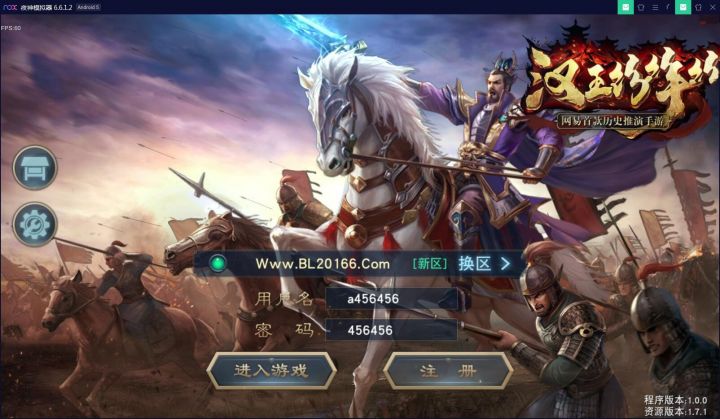 nox 夜神模拟器 6.6.1.2 Android 5
FPS:60
汉王纷争
网易首款历史推演手游
Www.BL20166.Com [新区] 换区
用户名 a456456
密码 456456
进入游戏 注册
程序版本:1.0.0
资源版本:1.7.1